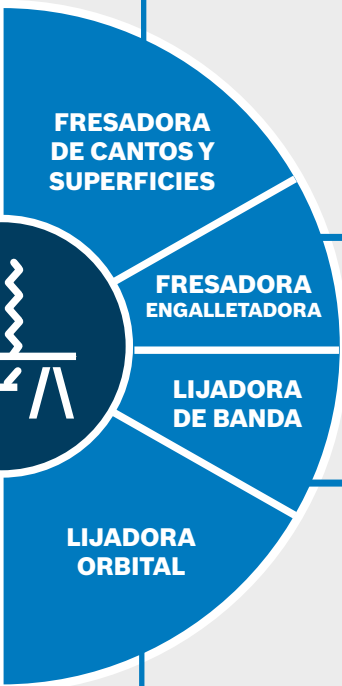 FRESADORA
DE CANTOS Y
SUPERFICIES
FRESADORA
ENGALLETADORA
LIJADORA
DE BANDA
LIJADORA
ORBITAL